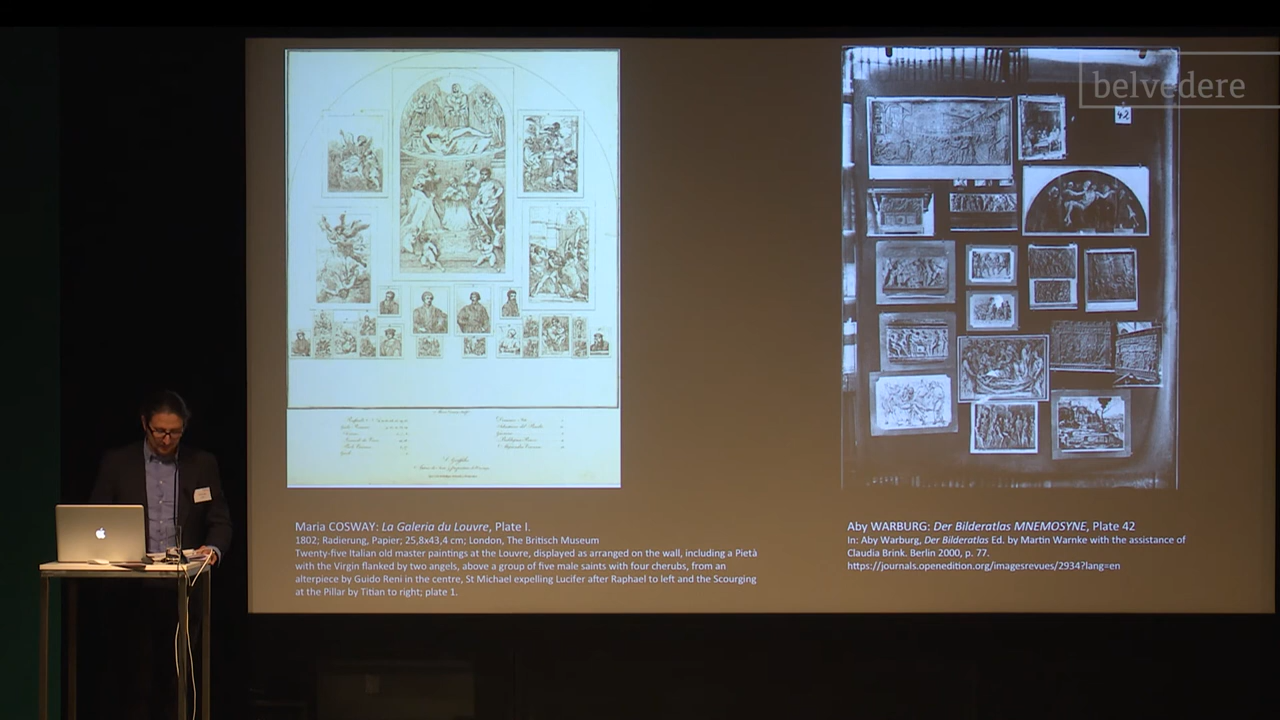 belvedere
42
Maria COSWAY: La Galeria du Louvre, Plate I.
1802; Radierung, Papier; 25,8x43,4 cm; London, The Britisch Museum
Twenty-five Italian old master paintings at the Louvre, displayed as arranged on the wall, including a Pietà
with the Virgin flanked by two angels, above a group of five male saints with four cherubs, from an
alterpiece by Guido Reni in the centre, St Michael expelling Lucifer after Raphael to left and the Scourging
at the Pillar by Titian to right; plate 1.
Aby WARBURG: Der Bilderatlas MNEMOSYNE, Plate 42
In: Aby Warburg, Der Bilderatlas Ed. by Martin Warnke with the assistance of
Claudia Brink. Berlin 2000, p. 77.
https://journals.openedition.org/imagesrevues/2934?lang=en